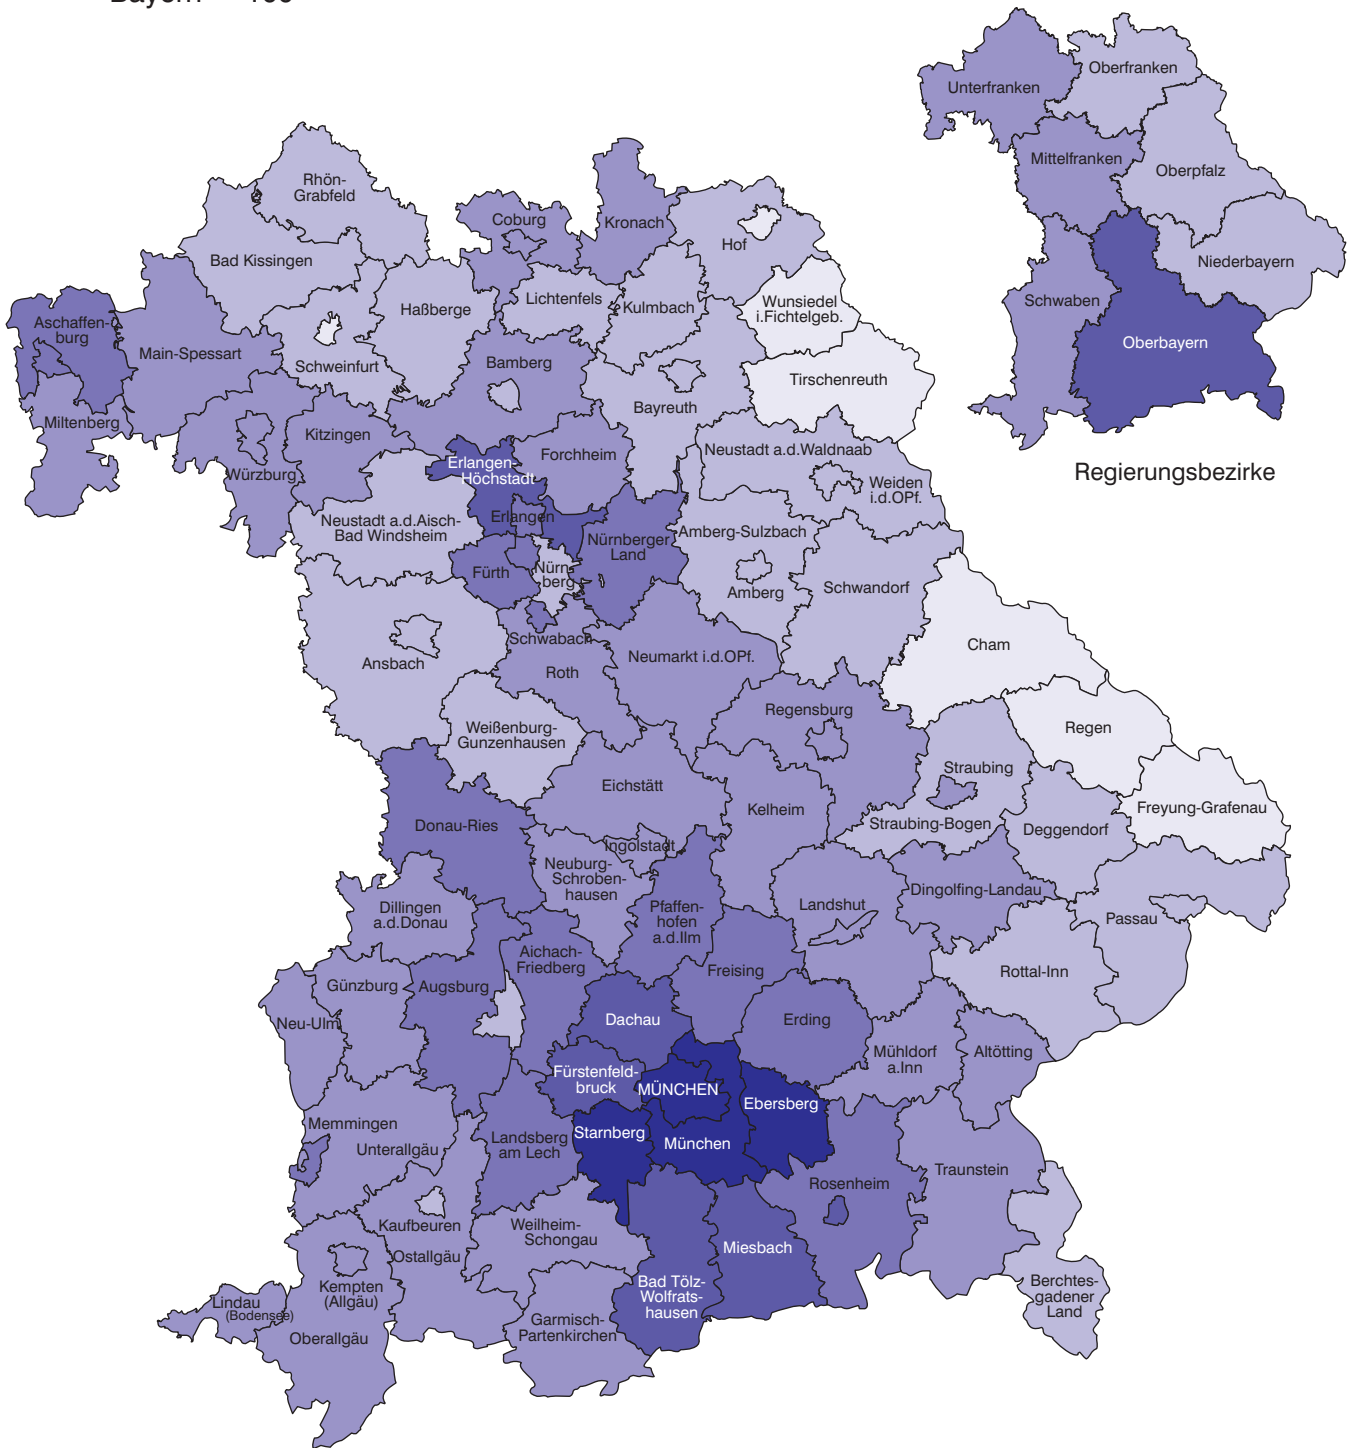 Oberfranken
Unterfranken
Mittelfranken
Oberpfalz
Niederbayern
Schwaben
Oberbayern
Regierungsbezirke
Rhön-
Grabfeld
Coburg
Kronach
Hof
Bad Kissingen
Lichtenfels
Kulmbach
Wunsiedel
i.Fichtelgeb.
Haßberge
Aschaffen-
burg
Main-Spessart
Schweinfurt
Bamberg
Tirschenreuth
Bayreuth
Miltenberg
Kitzingen
Würzburg
Forchheim
Neustadt a.d.Waldnaab
Erlangen-
Höchstadt
Weiden
i.d.OPf.
Erlangen
Neustadt a.d.Aisch-
Bad Windsheim
Nürnberger
Land
Amberg-Sulzbach
Fürth
Nürn-
berg
Amberg
Schwandorf
Schwabach
Cham
Ansbach
Roth
Neumarkt i.d.OPf.
Regensburg
Weißenburg-
Gunzenhausen
Regen
Straubing
Eichstätt
Kelheim
Freyung-Grafenau
Donau-Ries
Straubing-Bogen
Deggendorf
Ingolstadt
Neuburg-
Schroben-
hausen
Dingolfing-Landau
Dillingen
a.d.Donau
Pfaffen-
hofen
a.d.Ilm
Landshut
Passau
Aichach-
Friedberg
Freising
Rottal-Inn
Günzburg
Augsburg
Neu-Ulm
Dachau
Erding
Mühldorf
a.Inn
Altötting
Fürstenfeld-
bruck
MÜNCHEN
Ebersberg
Memmingen
Unterallgäu
Landsberg
am Lech
Starnberg
München
Rosenheim
Traunstein
Kaufbeuren
Weilheim-
Schongau
Ostallgäu
Miesbach
Kempten
(Allgäu)
Bad Tölz-
Wolfrats-
hausen
Berchtes-
gadener
Land
Lindau
(Bodensee)
Oberallgäu
Garmisch-
Partenkirchen